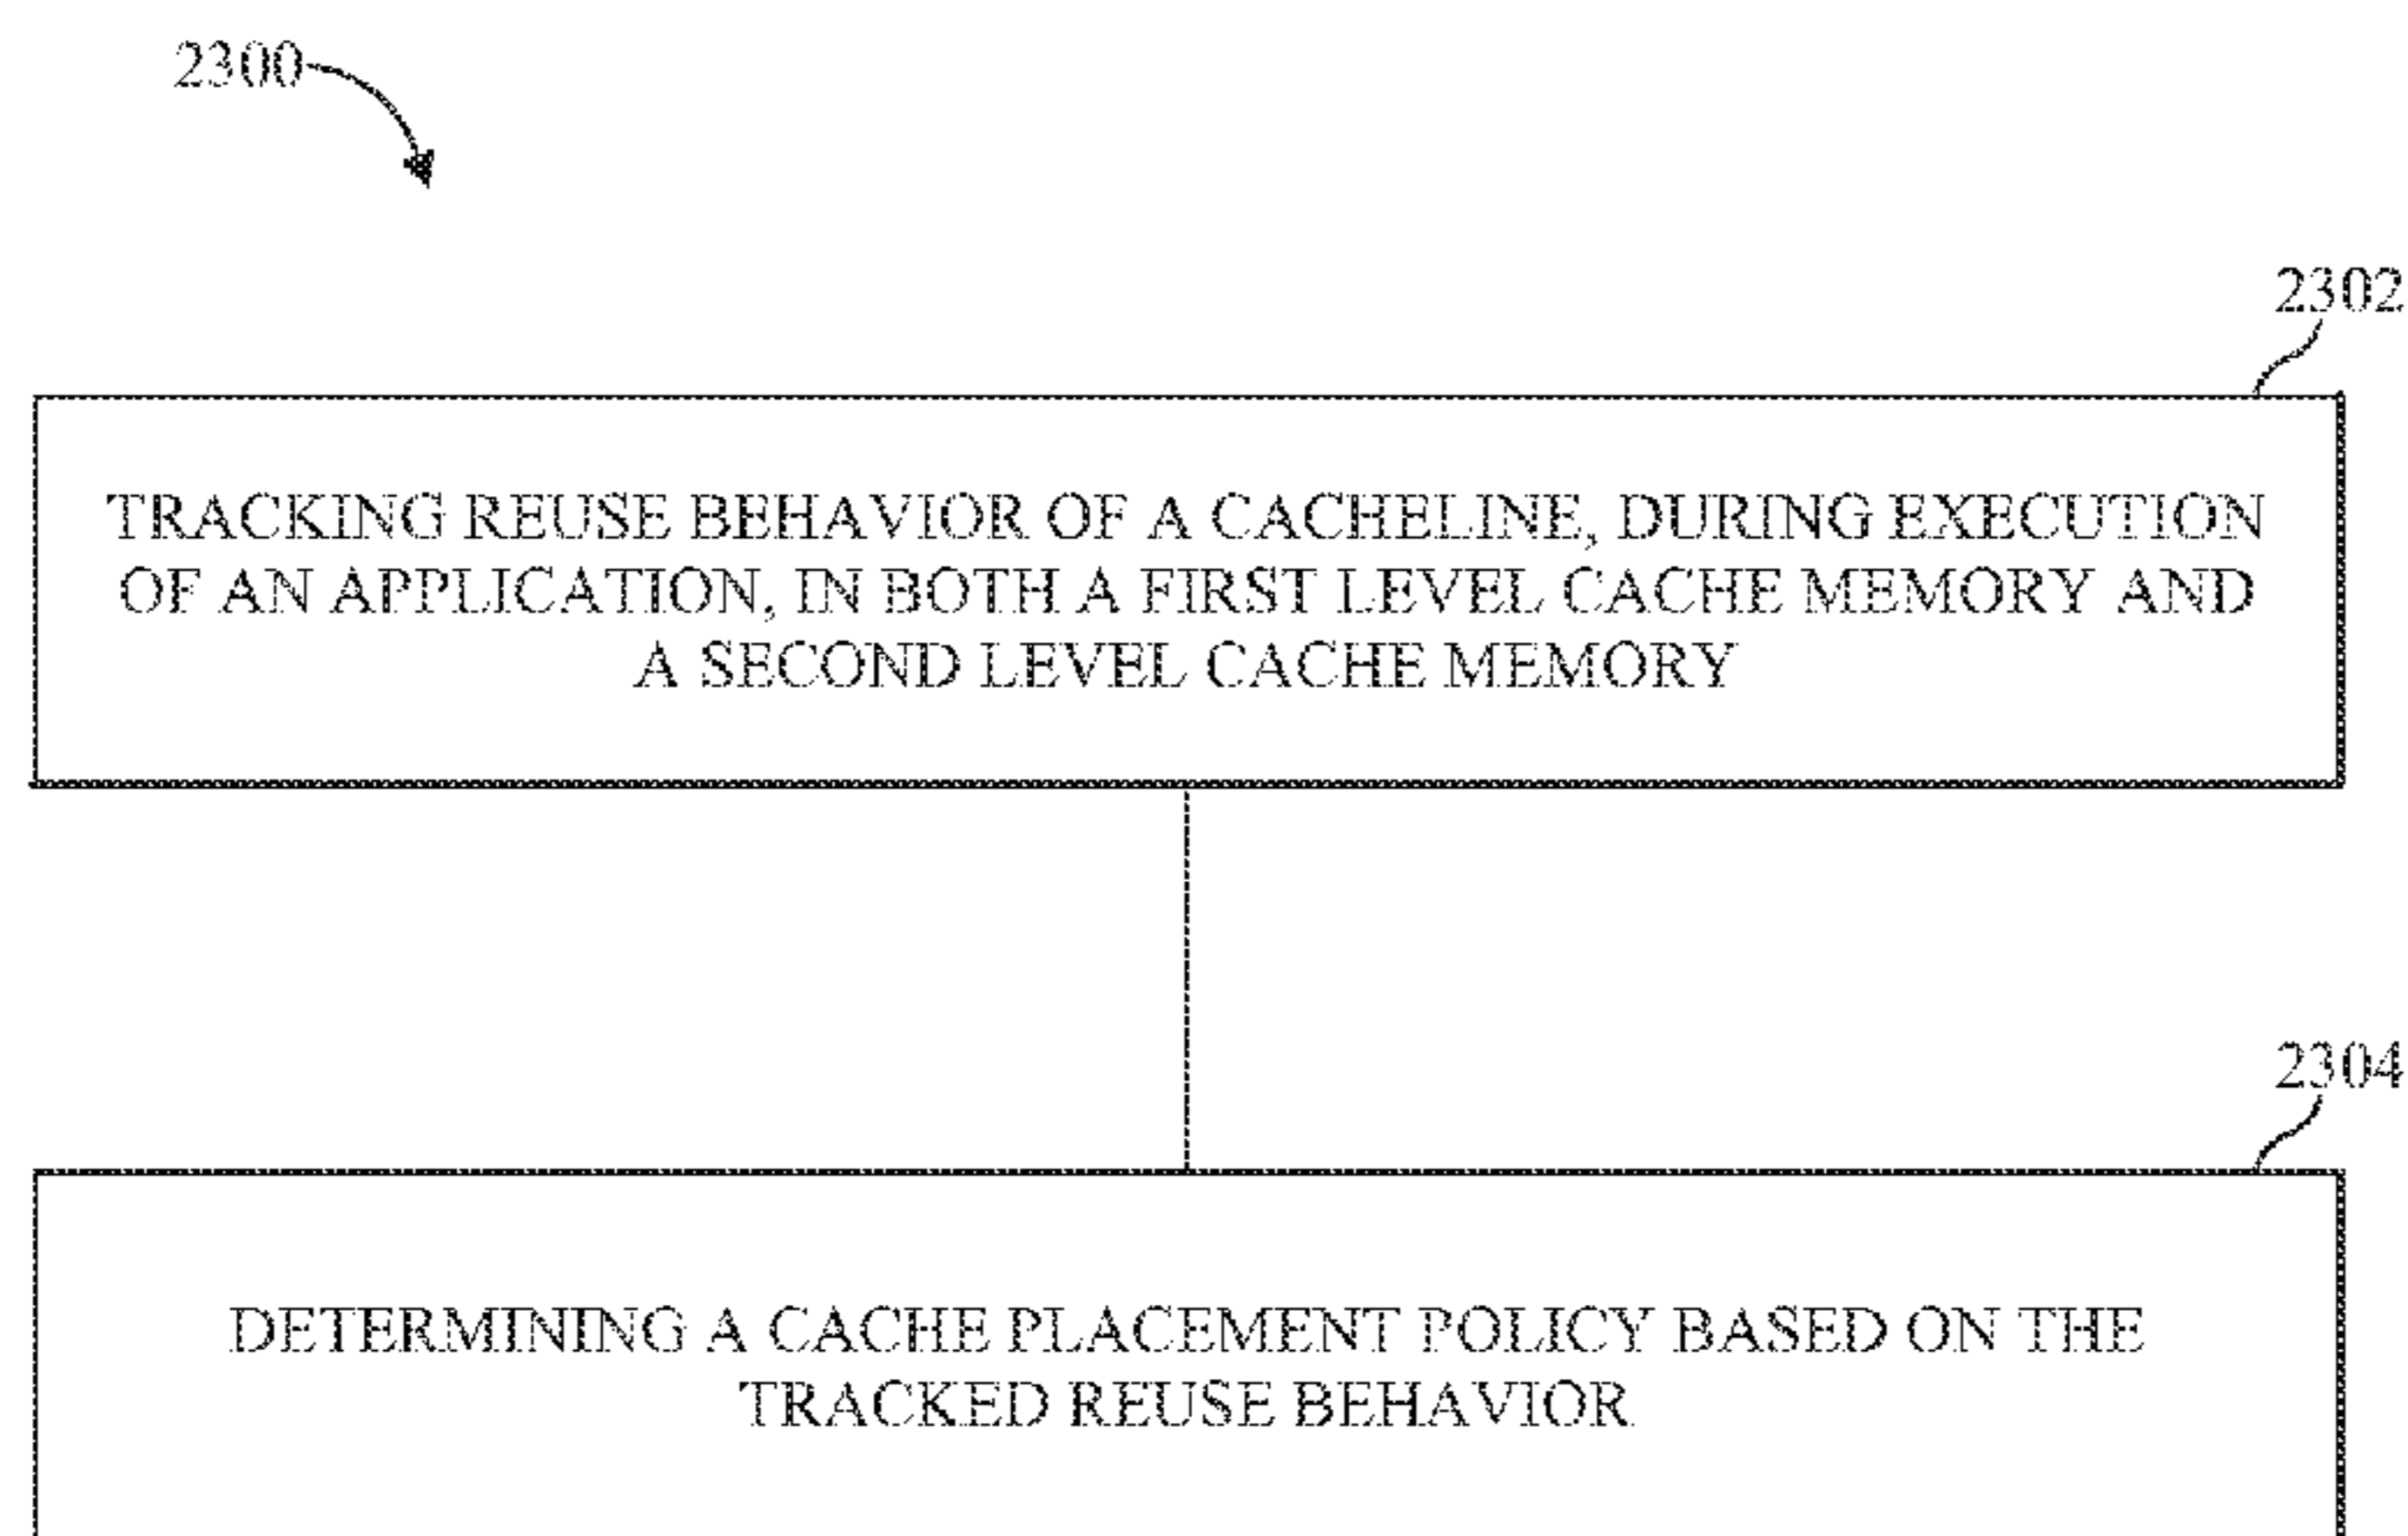 2300
2302
TRACKING REUSE BEHAVIOR OF A CACHELINE, DURING EXECUTION
OF AN APPLICATION, IN BOTH A FIRST LEVEL CACHE MEMORY AND
A SECOND LEVEL CACHE MEMORY
2304
DETERMINING A CACHE PLACEMENT POLICY BASED ON THE
TRACKED REUSE BEHAVIOR